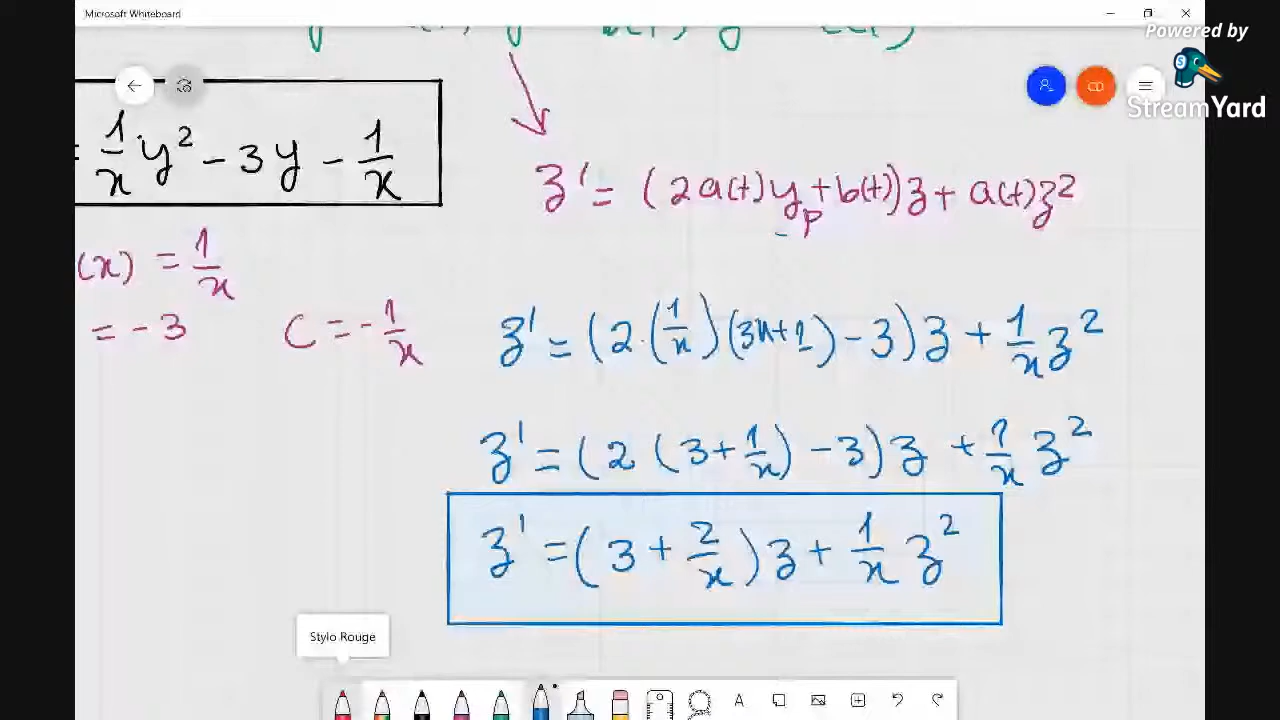 Microsoft Whiteboard
Powered by
StreamYard
= 1/x y² - 3y - 1/x
z' = (2a(t)y_p + b(t))z + a(t)z²
(x) = 1/x
= -3
C = -1/x
z' = (2·(1/x)(3x+1) - 3)z + 1/x z²
z' = (2(3 + 1/x) - 3)z + 1/x z²
z' = (3 + 2/x)z + 1/x z²
Stylo Rouge
A